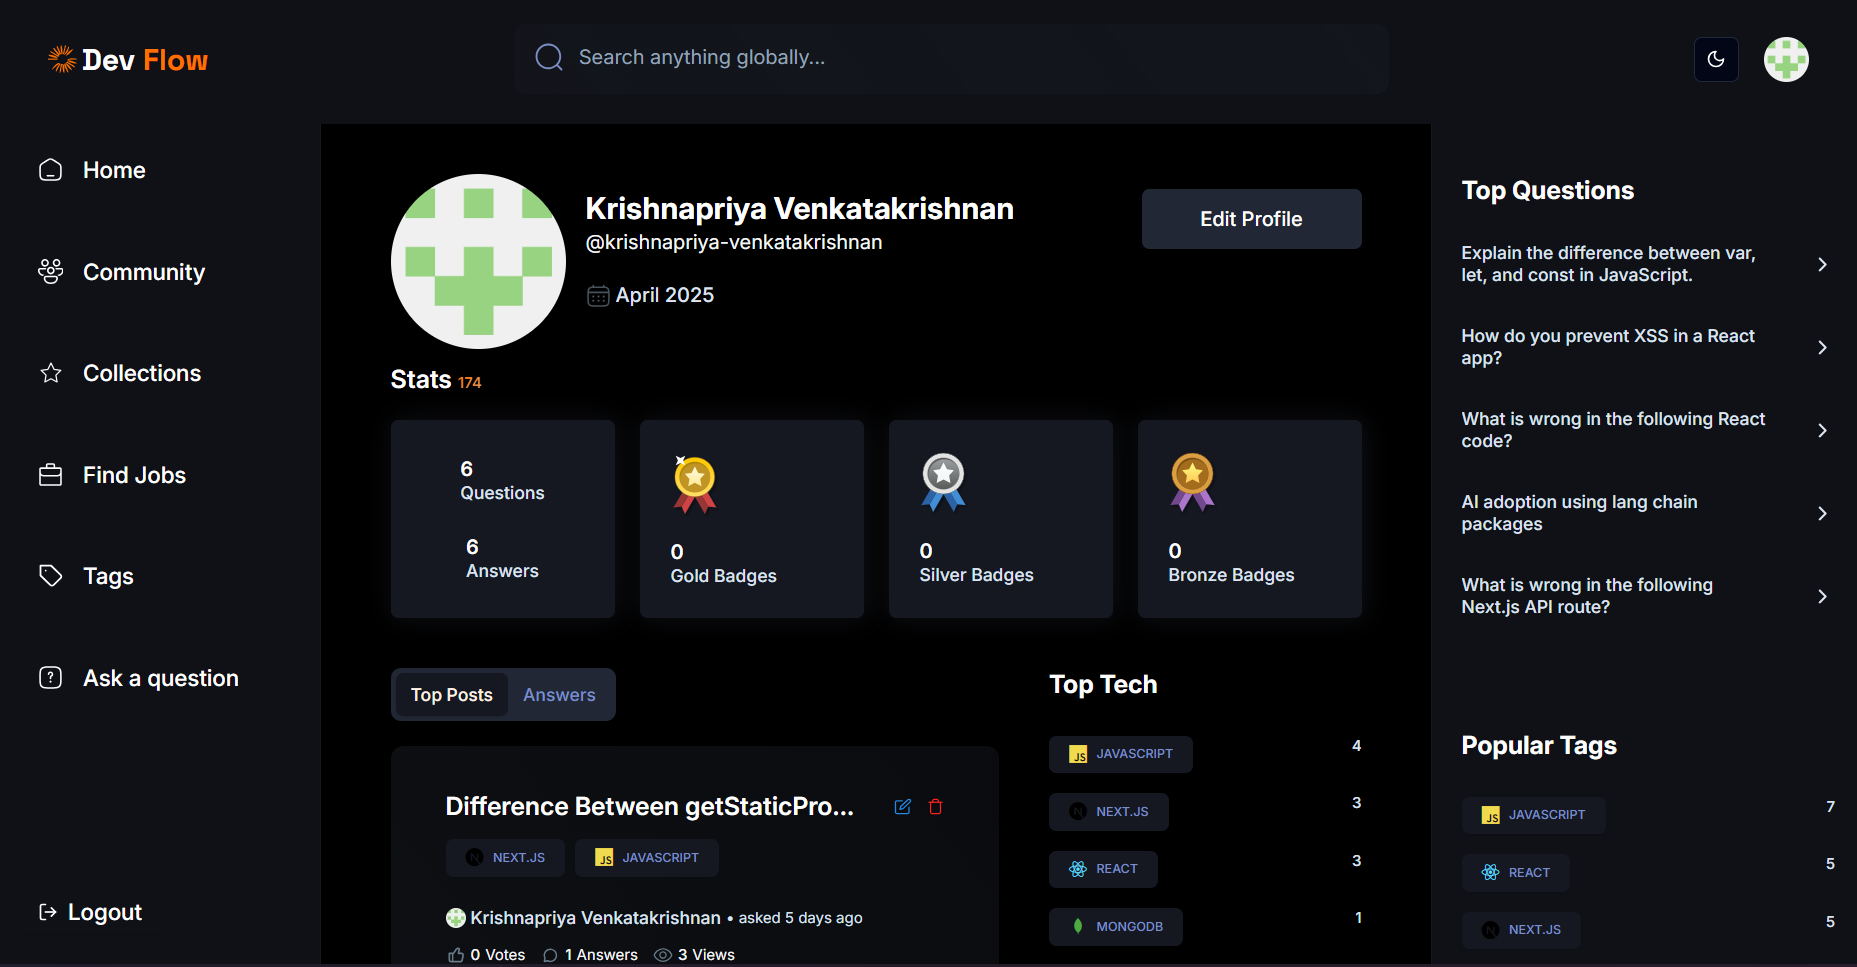 Dev Flow
Search anything globally...
Home
Community
Collections
Find Jobs
Tags
Ask a question
Logout
Krishnapriya Venkatakrishnan
@krishnapriya-venkatakrishnan
April 2025
Edit Profile
Stats 174
6
Questions
6
Answers
0
Gold Badges
0
Silver Badges
0
Bronze Badges
Top Posts Answers
Difference Between getStaticPro...
NEXT.JS JS JAVASCRIPT
Krishnapriya Venkatakrishnan • asked 5 days ago
0 Votes 1 Answers 3 Views
Top Tech
JS JAVASCRIPT 4
NEXT.JS 3
REACT 3
MONGODB 1
Top Questions
Explain the difference between var,
let, and const in JavaScript.
How do you prevent XSS in a React
app?
What is wrong in the following React
code?
AI adoption using lang chain
packages
What is wrong in the following
Next.js API route?
Popular Tags
JS JAVASCRIPT 7
REACT 5
NEXT.JS 5